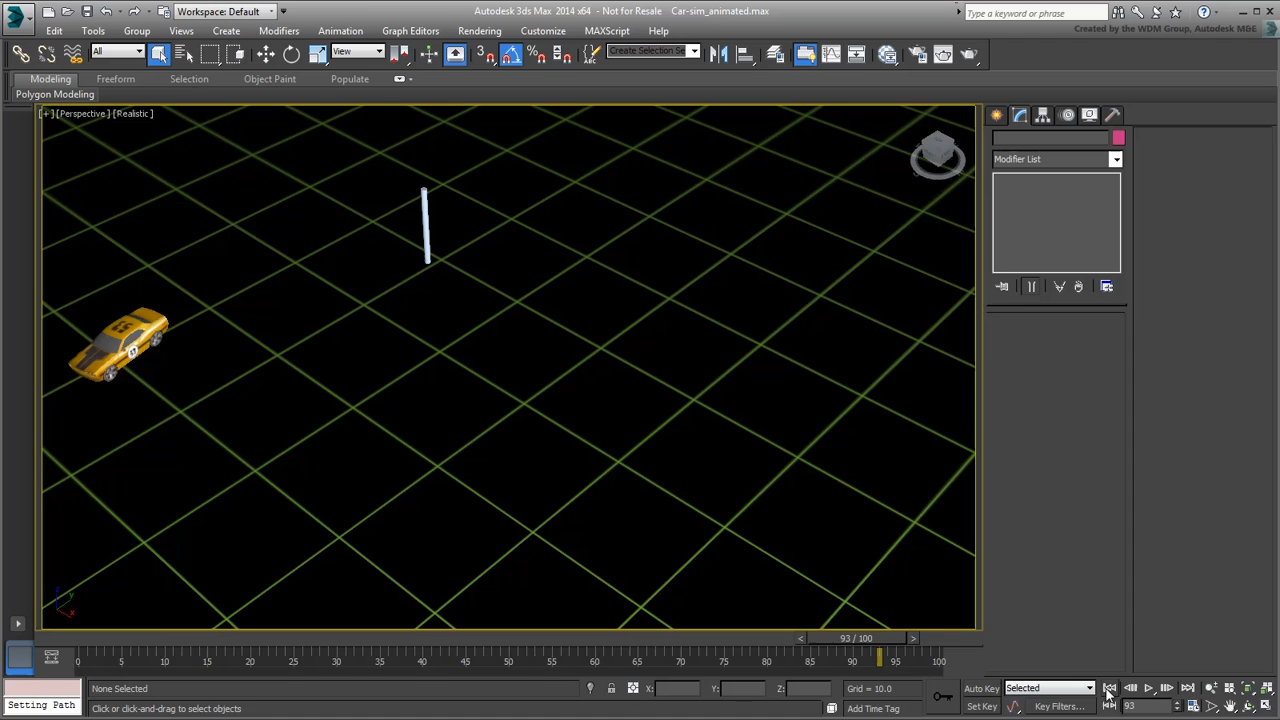 Workspace: Default
Autodesk 3ds Max 2014 x64 - Not for Resale Car-sim_animated.max
Type a keyword or phrase
Edit Tools Group Views Create Modifiers Animation Graph Editors Rendering Customize MAXScript Help
Created by the WDM Group, Autodesk M&E
All
View
Create Selection Se
Modeling Freeform Selection Object Paint Populate
Polygon Modeling
[+][Perspective][Realistic]
Modifier List
93 / 100
0 5 10 15 20 25 30 35 40 45 50 55 60 65 70 75 80 85 90 95 100
None Selected X: Y: Z: Grid = 10.0 Auto Key Selected
Setting Path Click or click-and-drag to select objects Add Time Tag Set Key Key Filters... 93